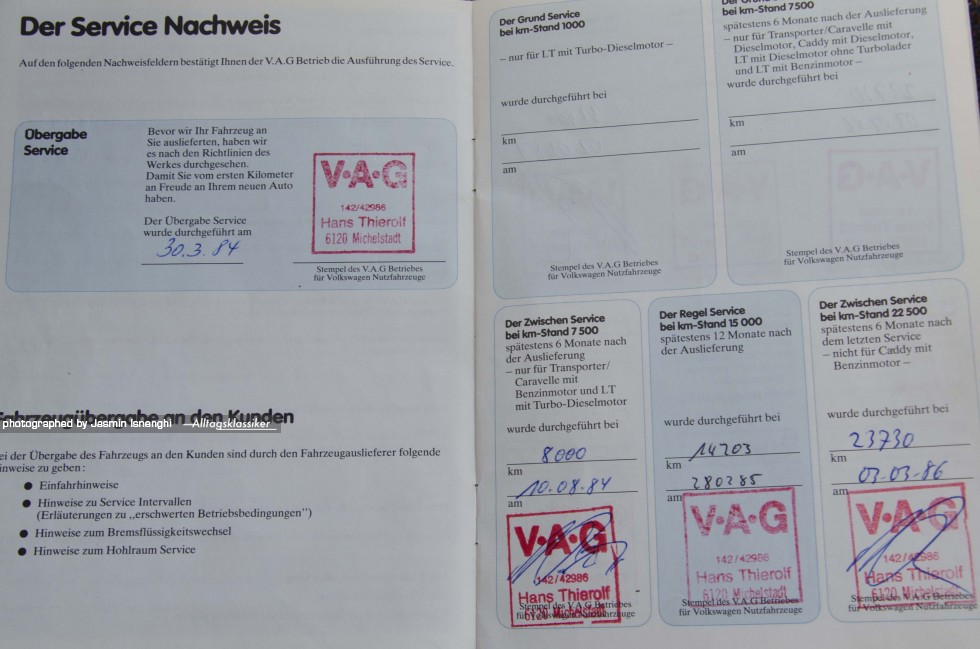 Der Service Nachweis
Auf den folgenden Nachweisfeldern bestätigt Ihnen der V.A.G Betrieb die Ausführung des Service.
Übergabe
Service
Bevor wir Ihr Fahrzeug an
Sie auslieferten, haben wir
es nach den Richtlinien des
Werkes durchgesehen.
Damit Sie vom ersten Kilometer
an Freude an Ihrem neuen Auto
haben.
Der Übergabe Service
wurde durchgeführt am
30.3.84
V·A·G
142/42986
Hans Thierolf
6120 Michelstadt
Stempel des V.A.G Betriebes
für Volkswagen Nutzfahrzeuge
Fahrzeugübergabe an den Kunden
photographed by Jasmin Isnenghi —Alltagsklassiker—
ei der Übergabe des Fahrzeugs an den Kunden sind durch den Fahrzeugauslieferer folgende
inweise zu geben:
● Einfahrhinweise
● Hinweise zu Service Intervallen
(Erläuterungen zu „erschwerten Betriebsbedingungen")
● Hinweise zum Bremsflüssigkeitswechsel
● Hinweise zum Hohlraum Service
Der Grund Service
bei km-Stand 1000
– nur für LT mit Turbo-Dieselmotor –
wurde durchgeführt bei
km
am
Stempel des V.A.G Betriebes
für Volkswagen Nutzfahrzeuge
bei km-Stand 7500
spätestens 6 Monate nach der Auslieferung
– nur für Transporter/Caravelle mit
Dieselmotor, Caddy mit Dieselmotor,
LT mit Dieselmotor ohne Turbolader
und LT mit Benzinmotor –
wurde durchgeführt bei
km
am
Stempel des V.A.G Betriebes
für Volkswagen Nutzfahrzeuge
Der Zwischen Service
bei km-Stand 7 500
spätestens 6 Monate nach
der Auslieferung
– nur für Transporter/
Caravelle mit
Benzinmotor und LT
mit Turbo-Dieselmotor
wurde durchgeführt bei
8000
km
10.08.84
am
V·A·G
142/42986
Hans Thierolf
6120 Michelstadt
Stempel des V.A.G Betriebes
für Volkswagen Nutzfahrzeuge
Der Regel Service
bei km-Stand 15 000
spätestens 12 Monate nach
der Auslieferung
wurde durchgeführt bei
14203
km
280285
am
V·A·G
142/42986
Hans Thierolf
6120 Michelstadt
Stempel des V.A.G Betriebes
für Volkswagen Nutzfahrzeuge
Der Zwischen Service
bei km-Stand 22 500
spätestens 6 Monate nach
dem letzten Service
– nicht für Caddy mit
Benzinmotor –
wurde durchgeführt bei
23730
km
03-03-86
am
V·A·G
142/42986
Hans Thierolf
6120 Michelstadt
Stempel des V.A.G Betriebes
für Volkswagen Nutzfahrzeuge